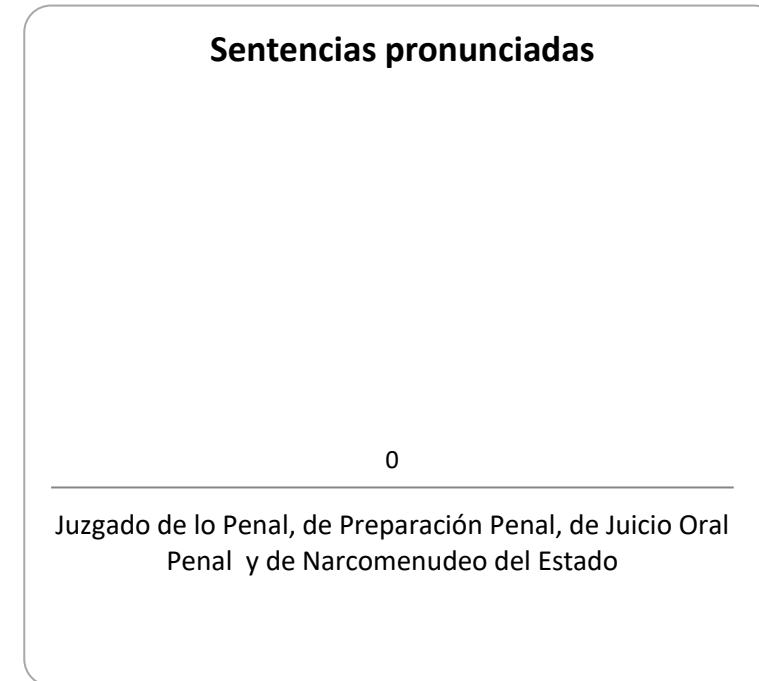 Sentencias pronunciadas
0
Juzgado de lo Penal, de Preparación Penal, de Juicio Oral
Penal  y de Narcomenudeo del Estado